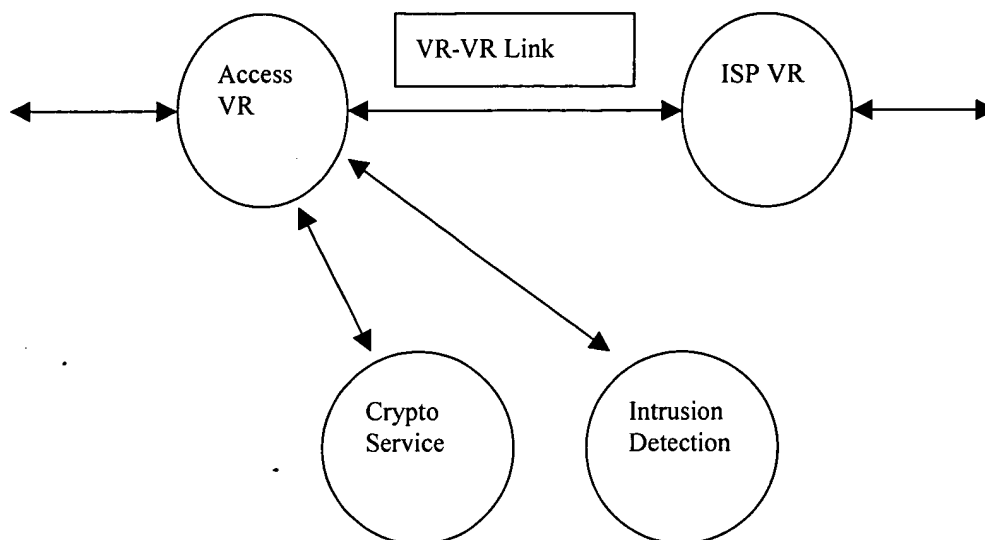 Access
VR
VR-VR Link
ISP VR
Crypto
Service
Intrusion
Detection